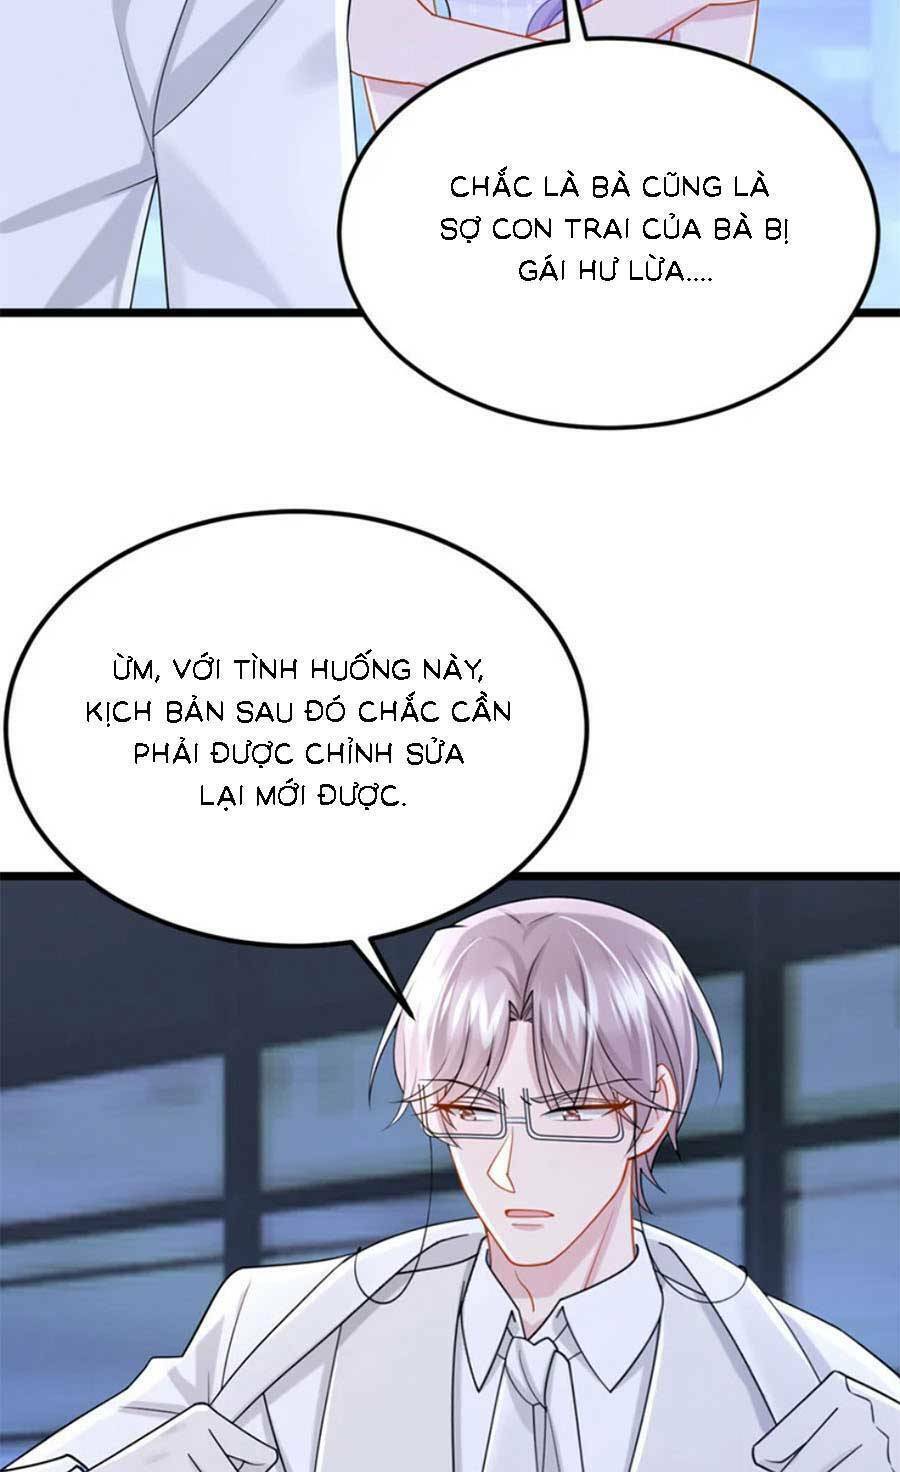 CHẮC LÀ BÀ CŨNG LÀ
SỢ CON TRAI CỦA BÀ BỊ
GÁI HƯ LỪA....
ỪM, VỚI TÌNH HUỐNG NÀY,
KỊCH BẢN SAU ĐÓ CHẮC CẦN
PHẢI ĐƯỢC CHỈNH SỬA
LẠI MỚI ĐƯỢC.